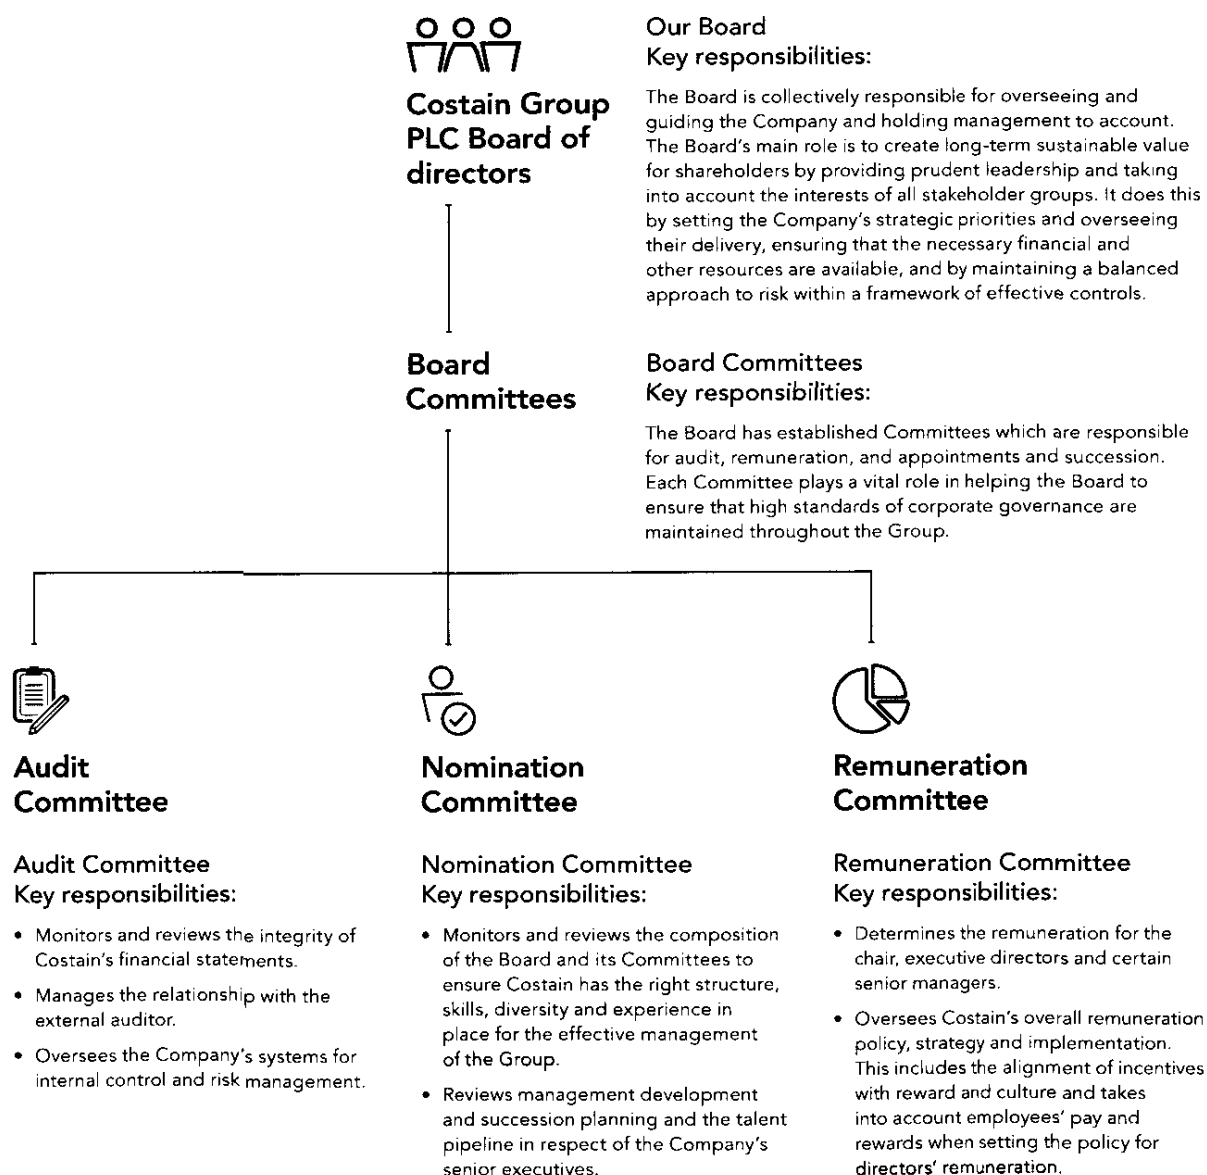 Costain Group
PLC Board of
directors
Our Board
Key responsibilities:
The Board is collectively responsible for overseeing and
guiding the Company and holding management to account.
The Board's main role is to create long-term sustainable value
for shareholders by providing prudent leadership and taking
into account the interests of all stakeholder groups. It does this
by setting the Company's strategic priorities and overseeing
their delivery, ensuring that the necessary financial and
other resources are available, and by maintaining a balanced
approach to risk within a framework of effective controls.
Board
Committees
Board Committees
Key responsibilities:
The Board has established Committees which are responsible
for audit, remuneration, and appointments and succession.
Each Committee plays a vital role in helping the Board to
ensure that high standards of corporate governance are
maintained throughout the Group.
Audit
Committee
Audit Committee
Key responsibilities:
• Monitors and reviews the integrity of
Costain's financial statements.
• Manages the relationship with the
external auditor.
• Oversees the Company's systems for
internal control and risk management.
Nomination
Committee
Nomination Committee
Key responsibilities:
• Monitors and reviews the composition
of the Board and its Committees to
ensure Costain has the right structure,
skills, diversity and experience in
place for the effective management
of the Group.
• Reviews management development
and succession planning and the talent
pipeline in respect of the Company's
senior executives.
Remuneration
Committee
Remuneration Committee
Key responsibilities:
• Determines the remuneration for the
chair, executive directors and certain
senior managers.
• Oversees Costain's overall remuneration
policy, strategy and implementation.
This includes the alignment of incentives
with reward and culture and takes
into account employees' pay and
rewards when setting the policy for
directors' remuneration.